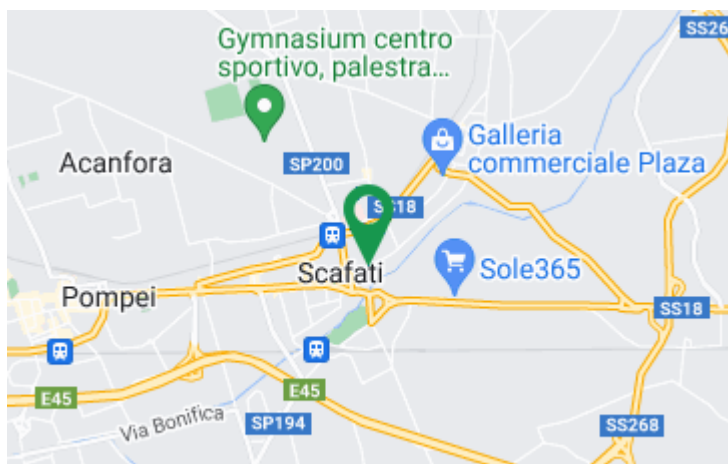 SS26
Gymnasium centro
sportivo, palestra...
Galleria
commerciale Plaza
Acanfora
SP200
SS18
Scafati
Sole365
Pompei
SS18
E45
E45
Via Bonifica
SP194
SS268